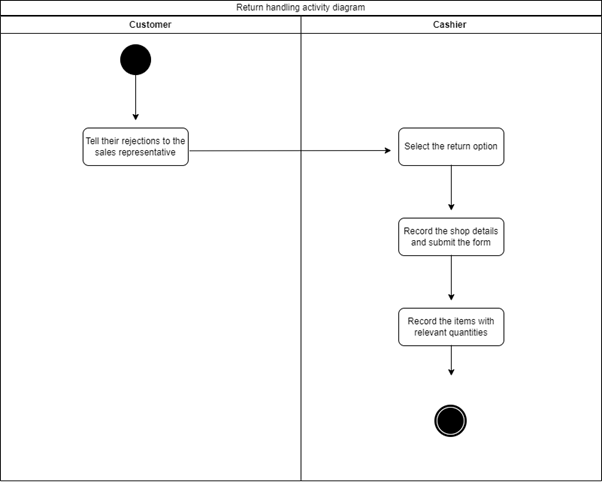 Return handling activity diagram
Customer
Cashier
Tell their rejections to the
sales representative
Select the return option
Record the shop details
and submit the form
Record the items with
relevant quantities